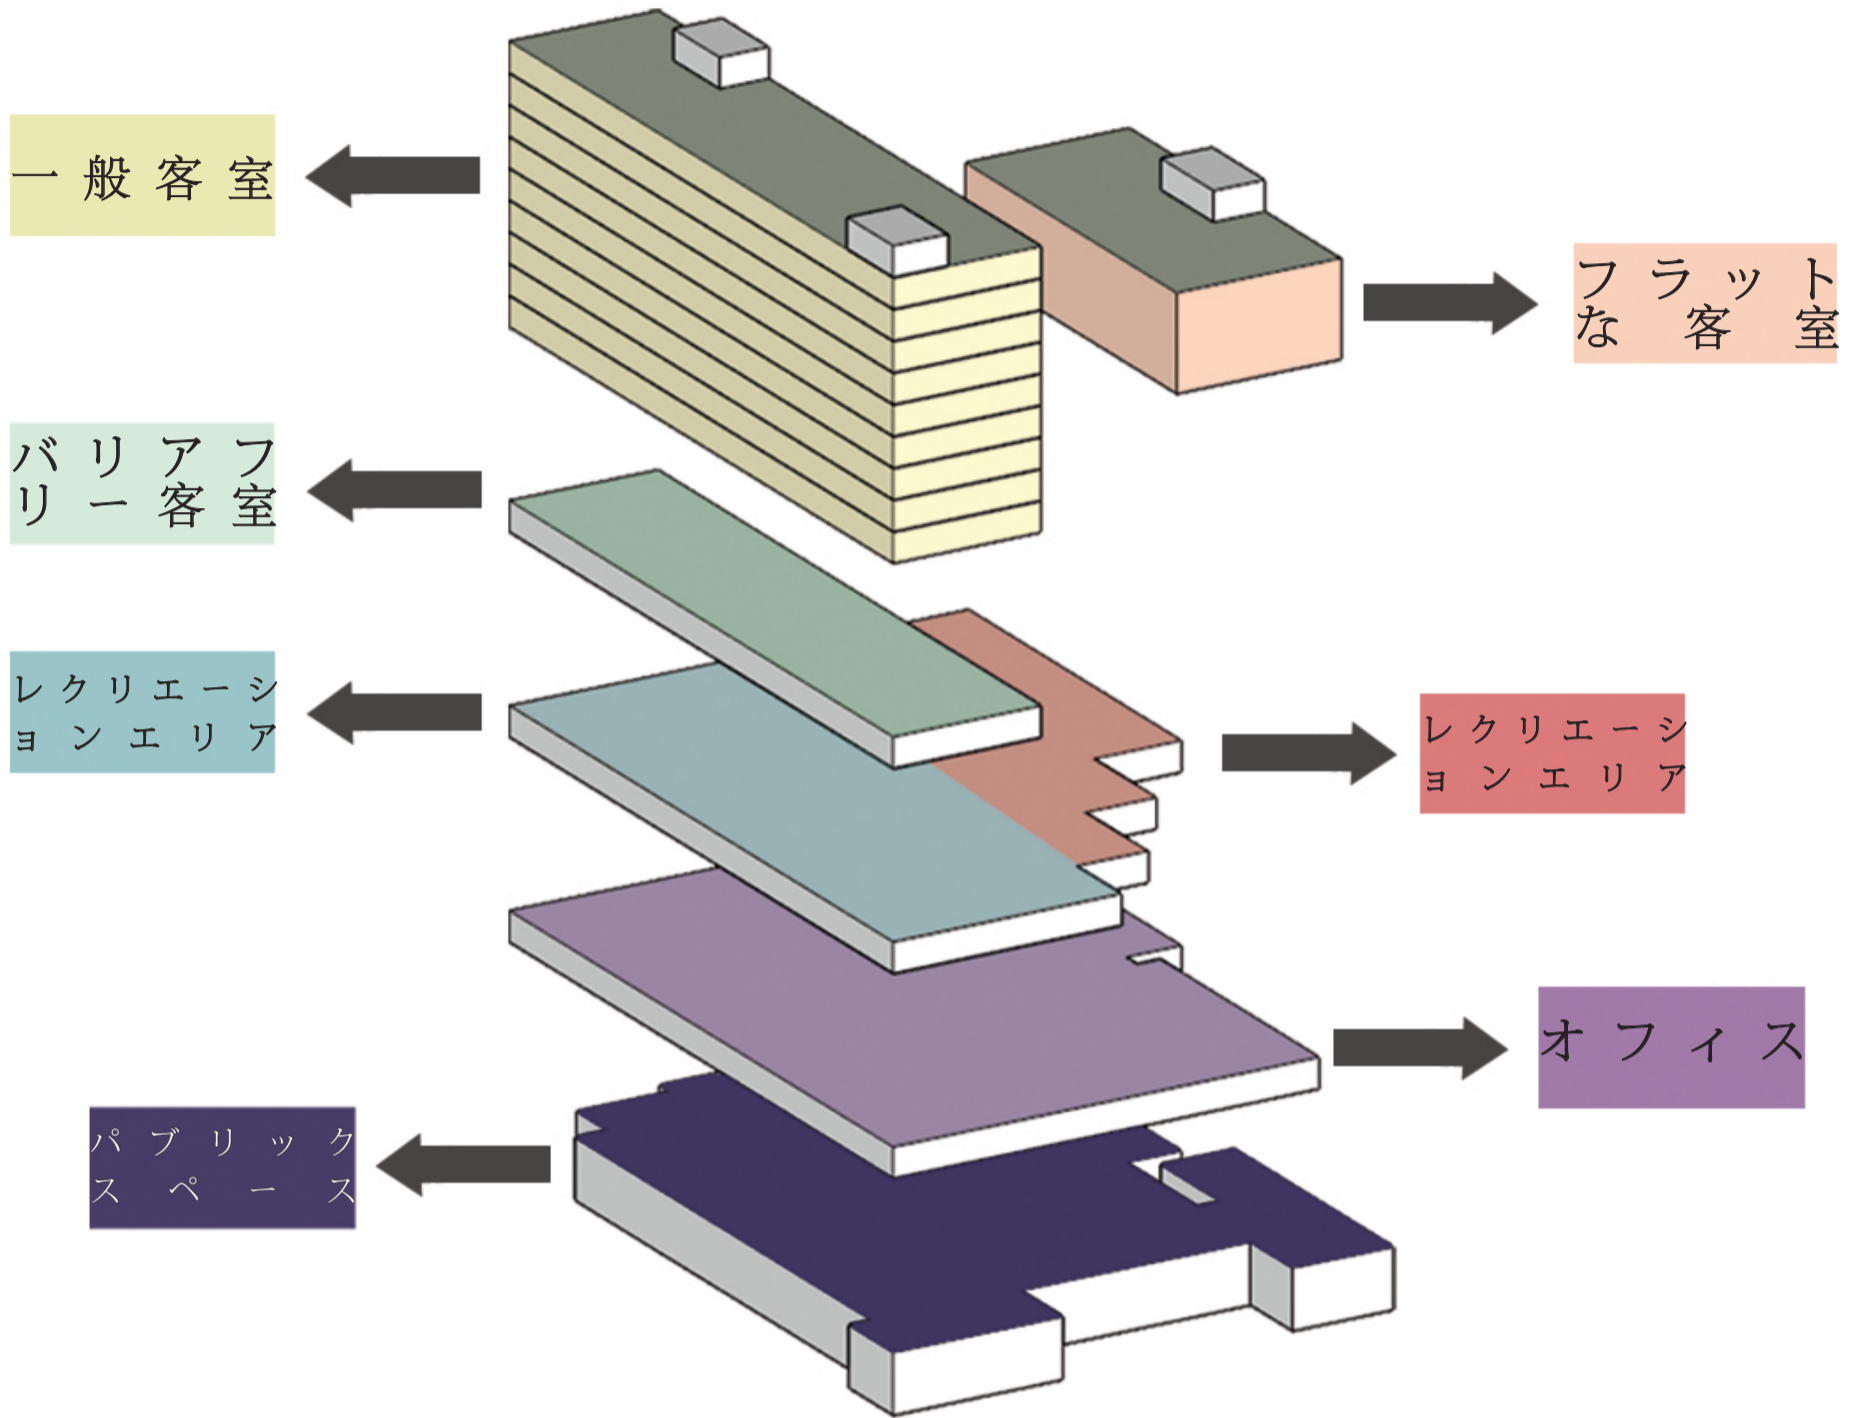 一般客室
フラット
な客室
バリアフ
リー客室
レクリエーシ
ョンエリア
レクリエーシ
ョンエリア
オフィス
パブリック
スペース